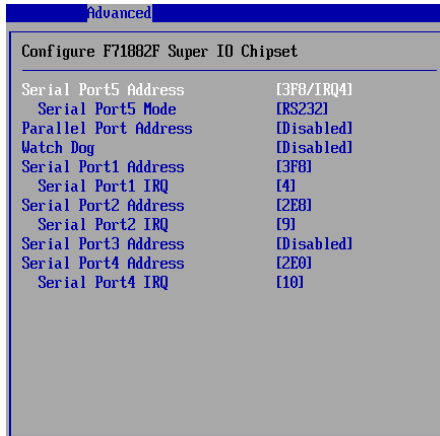 Advanced
Configure F71882F Super IO Chipset
Serial Port5 Address [3F8/IRQ4]
Serial Port5 Mode [RS232]
Parallel Port Address [Disabled]
Watch Dog [Disabled]
Serial Port1 Address [3F8]
Serial Port1 IRQ [4]
Serial Port2 Address [2E8]
Serial Port2 IRQ [9]
Serial Port3 Address [Disabled]
Serial Port4 Address [2E0]
Serial Port4 IRQ [10]